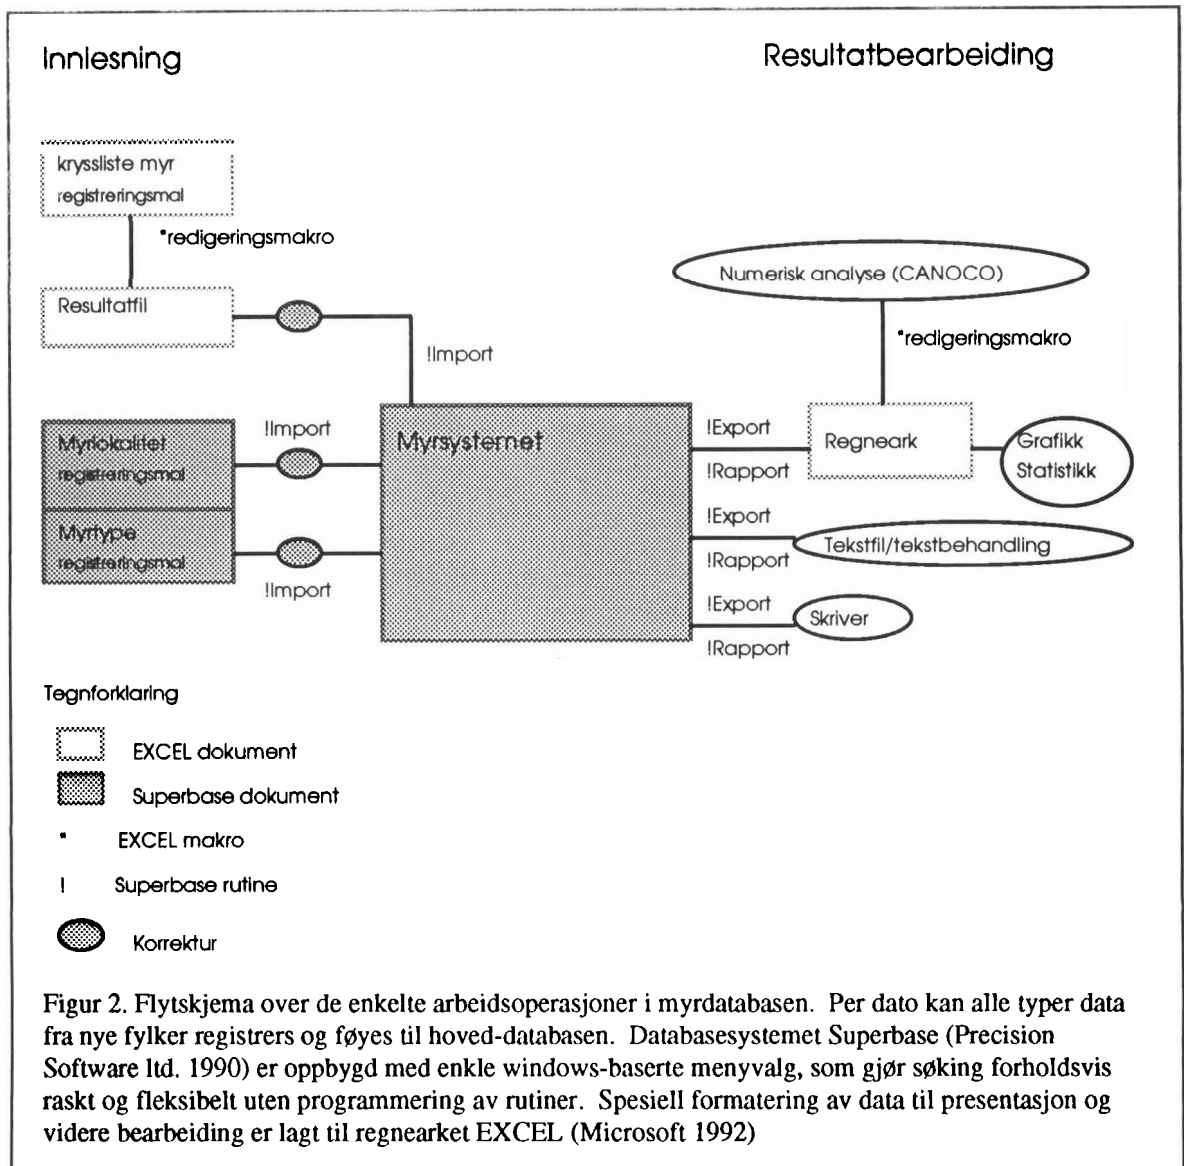 Innlesning
Resultatbearbeiding
kryssliste myr
registreringsmal
*redigeringsmakro
Resultatfil
!Import
Myrlokalitet
registreringsmal
!Import
Myrtype
registreringsmal
!Import
Myrsystemet
Numerisk analyse (CANOCO)
*redigeringsmakro
!Export
!Rapport
Regneark
Grafikk
Statistikk
!Export
!Rapport
Tekstfil/tekstbehandling
!Export
!Rapport
Skriver
Tegnforklaring
EXCEL dokument
Superbase dokument
* EXCEL makro
! Superbase rutine
Korrektur
Figur 2. Flytskjema over de enkelte arbeidsoperasjoner i myrdatabasen. Per dato kan alle typer data
fra nye fylker registrers og føyes til hoved-databasen. Databasesystemet Superbase (Precision
Software ltd. 1990) er oppbygd med enkle windows-baserte menyvalg, som gjør søking forholdsvis
raskt og fleksibelt uten programmering av rutiner. Spesiell formatering av data til presentasjon og
videre bearbeiding er lagt til regnearket EXCEL (Microsoft 1992)